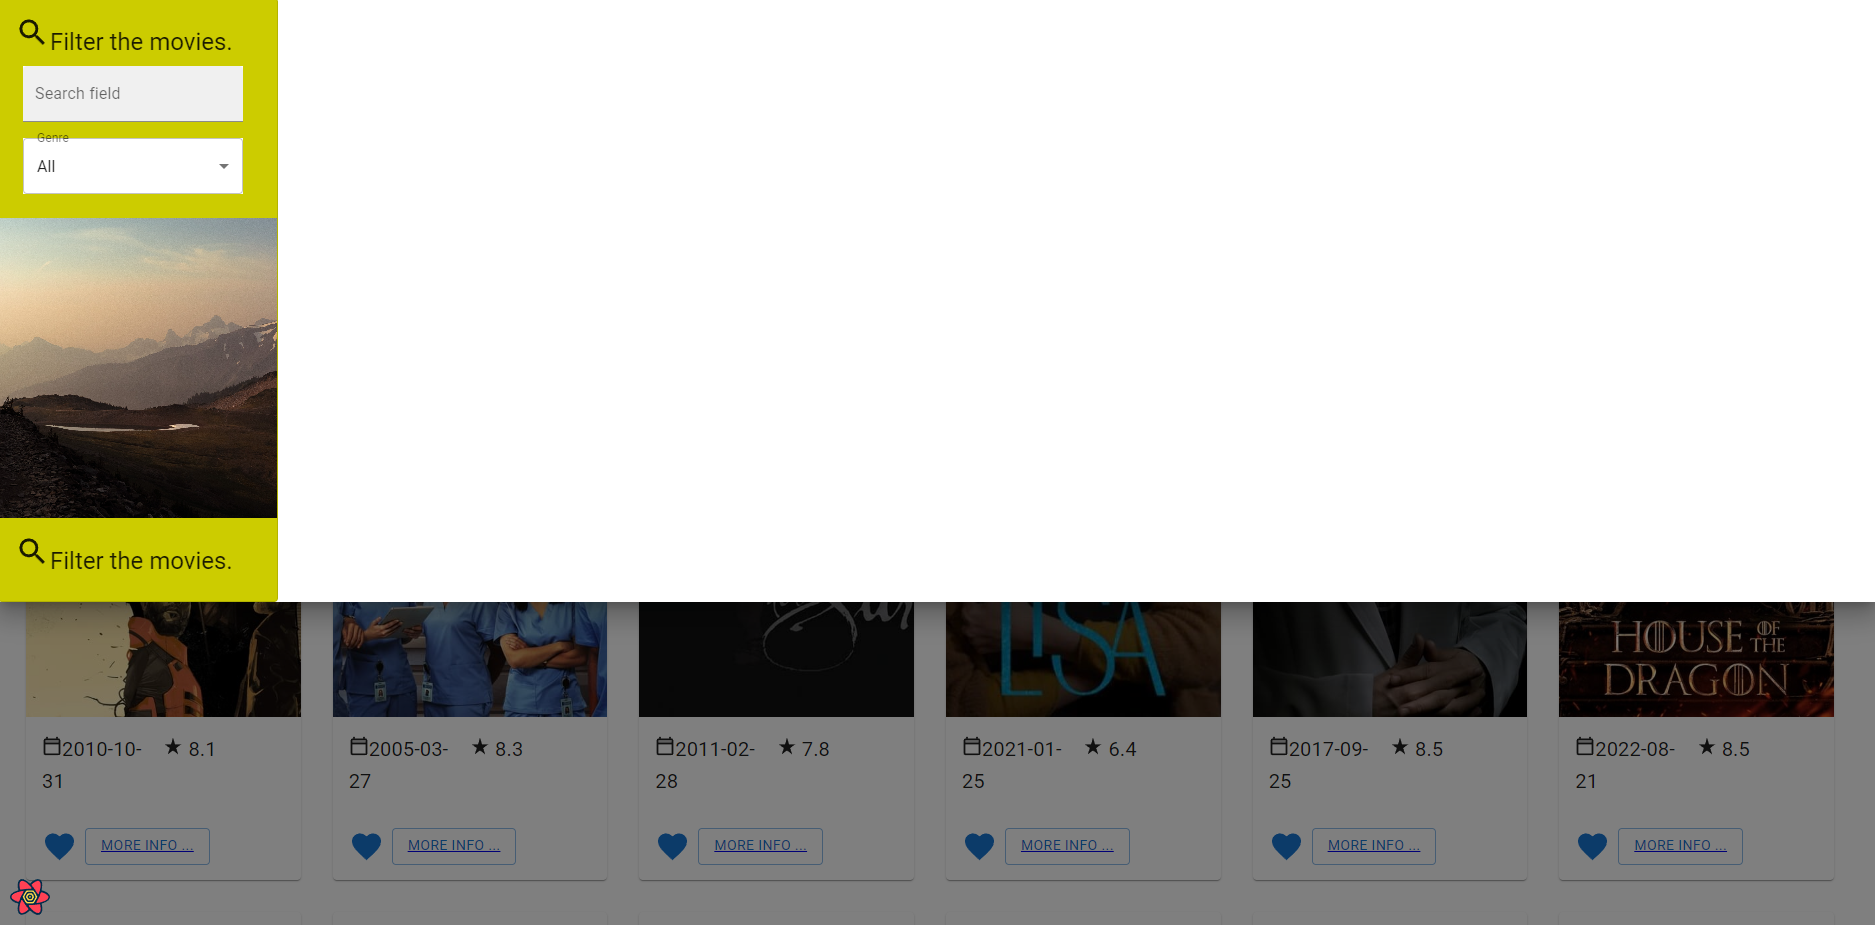 Filter the movies.
Search field
Genre
All
Filter the movies.
LISA
HOUSE OF THE
DRAGON
2010-10- ★ 8.1
31
2005-03- ★ 8.3
27
2011-02- ★ 7.8
28
2021-01- ★ 6.4
25
2017-09- ★ 8.5
25
2022-08- ★ 8.5
21
MORE INFO ...
MORE INFO ...
MORE INFO ...
MORE INFO ...
MORE INFO ...
MORE INFO ...